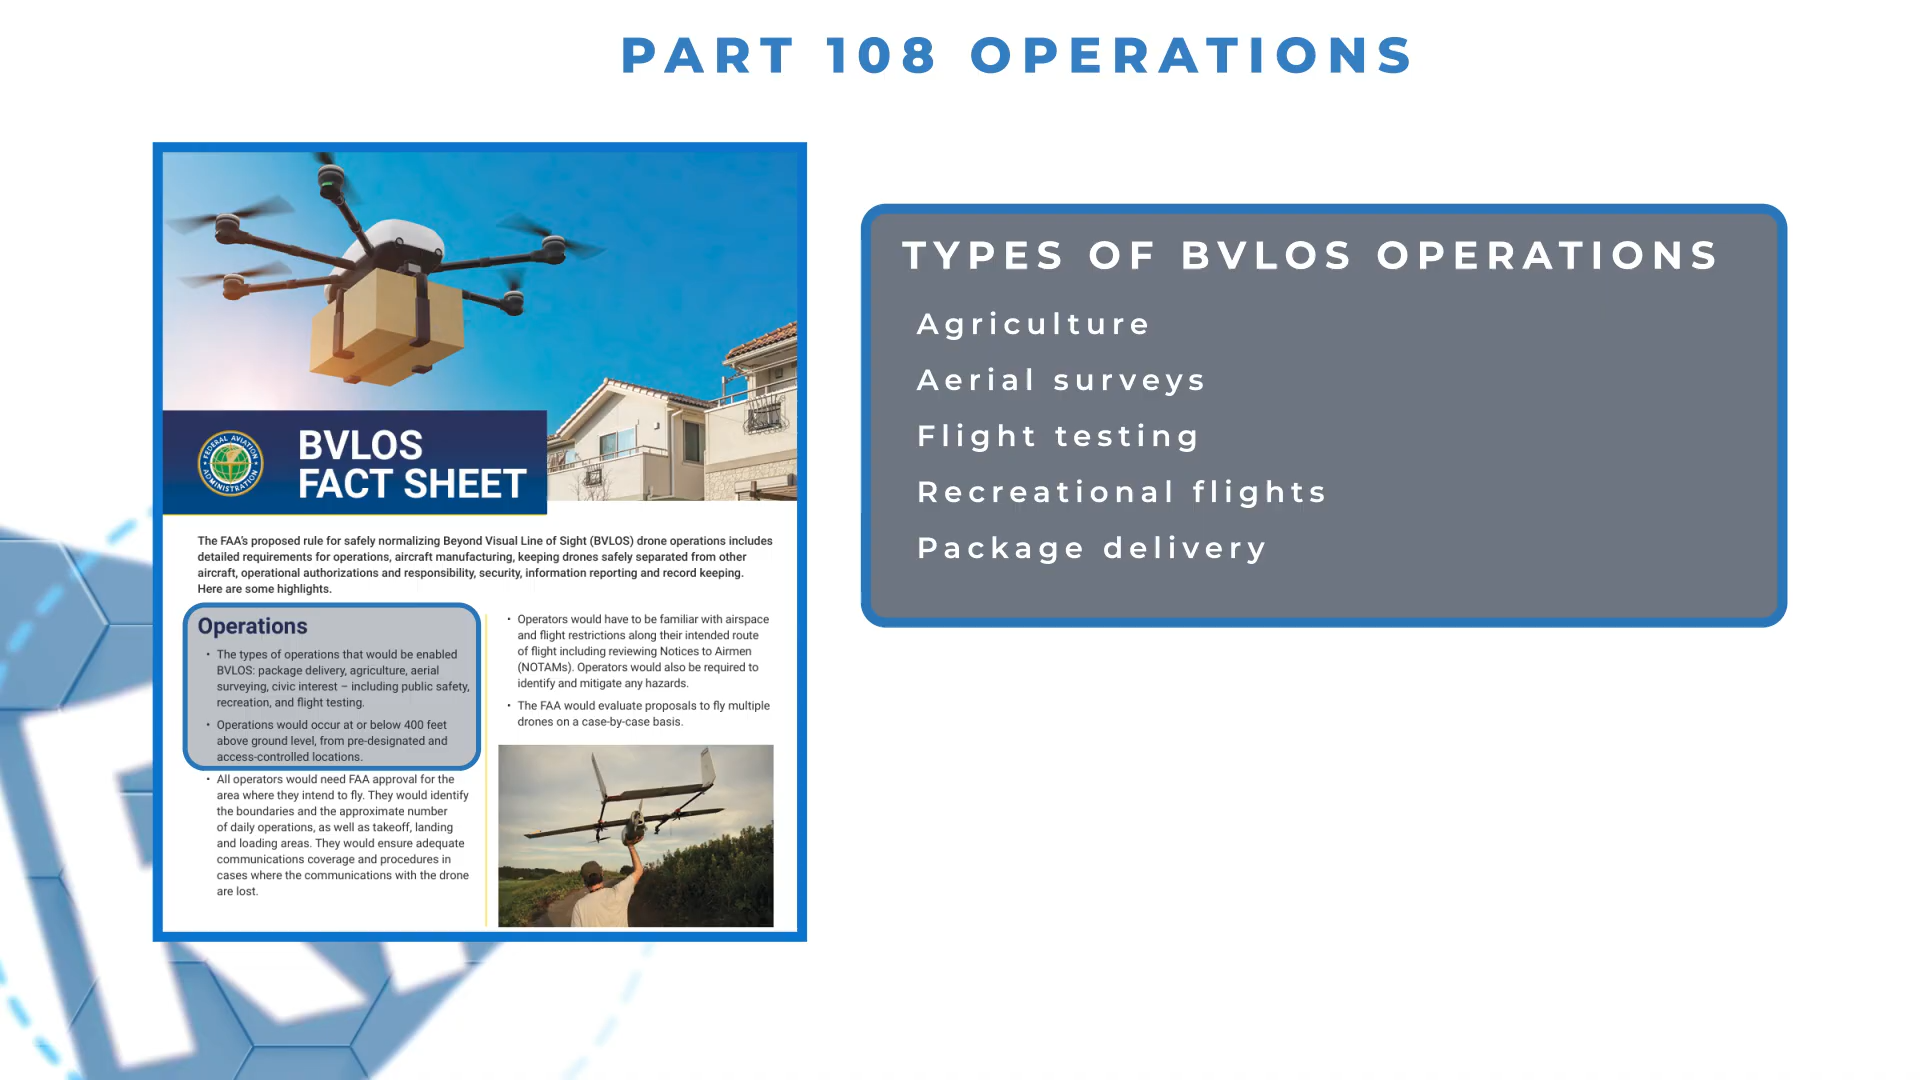 PART 108 OPERATIONS
BVLOS
FACT SHEET
FEDERAL AVIATION
ADMINISTRATION
The FAA's proposed rule for safely normalizing Beyond Visual Line of Sight (BVLOS) drone operations includes
detailed requirements for operations, aircraft manufacturing, keeping drones safely separated from other
aircraft, operational authorizations and responsibility, security, information reporting and record keeping.
Here are some highlights.
Operations
• The types of operations that would be enabled
BVLOS: package delivery, agriculture, aerial
surveying, civic interest – including public safety,
recreation, and flight testing.
• Operations would occur at or below 400 feet
above ground level, from pre-designated and
access-controlled locations.
• All operators would need FAA approval for the
area where they intend to fly. They would identify
the boundaries and the approximate number
of daily operations, as well as takeoff, landing
and loading areas. They would ensure adequate
communications coverage and procedures in
cases where the communications with the drone
are lost.
• Operators would have to be familiar with airspace
and flight restrictions along their intended route
of flight including reviewing Notices to Airmen
(NOTAMs). Operators would also be required to
identify and mitigate any hazards.
• The FAA would evaluate proposals to fly multiple
drones on a case-by-case basis.
TYPES OF BVLOS OPERATIONS
Agriculture
Aerial surveys
Flight testing
Recreational flights
Package delivery